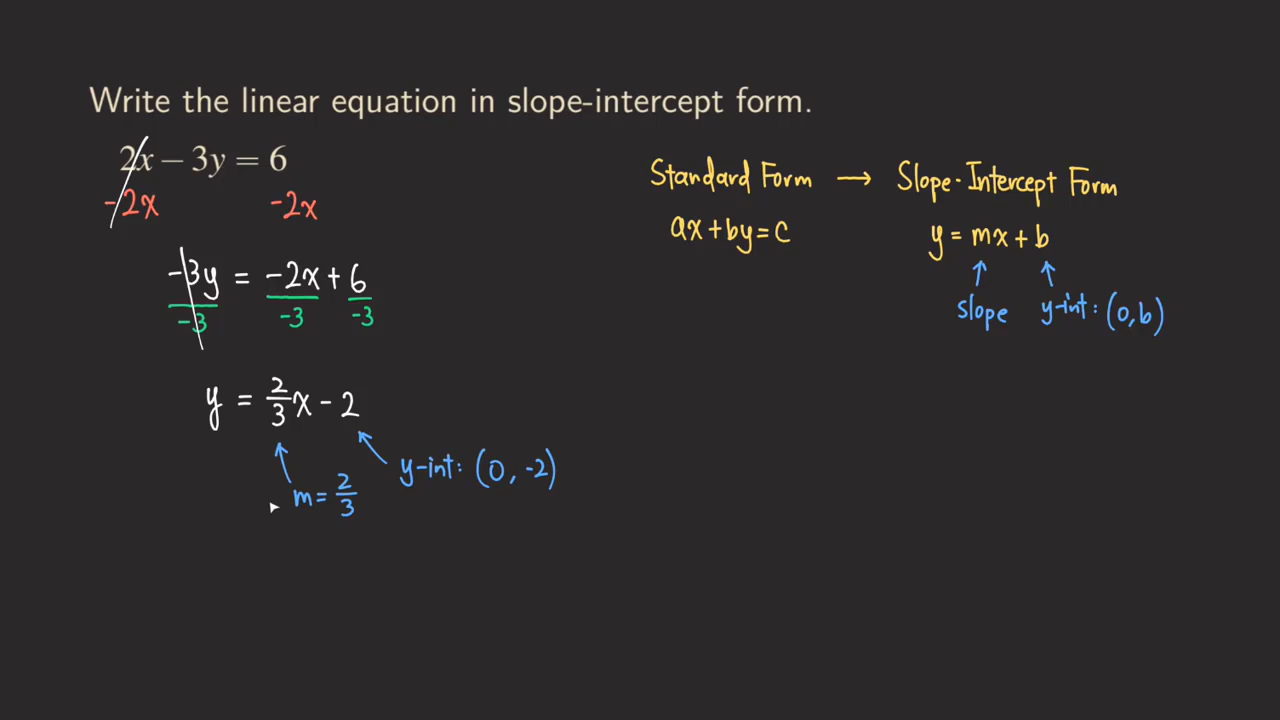 Write the linear equation in slope-intercept form.
2x − 3y = 6
-2x -2x
-3y = -2x + 6
-3 -3 -3
y = 2/3 x - 2
m = 2/3
y-int: (0, -2)
Standard Form → Slope-Intercept Form
ax + by = c y = mx + b
slope y-int: (0, b)